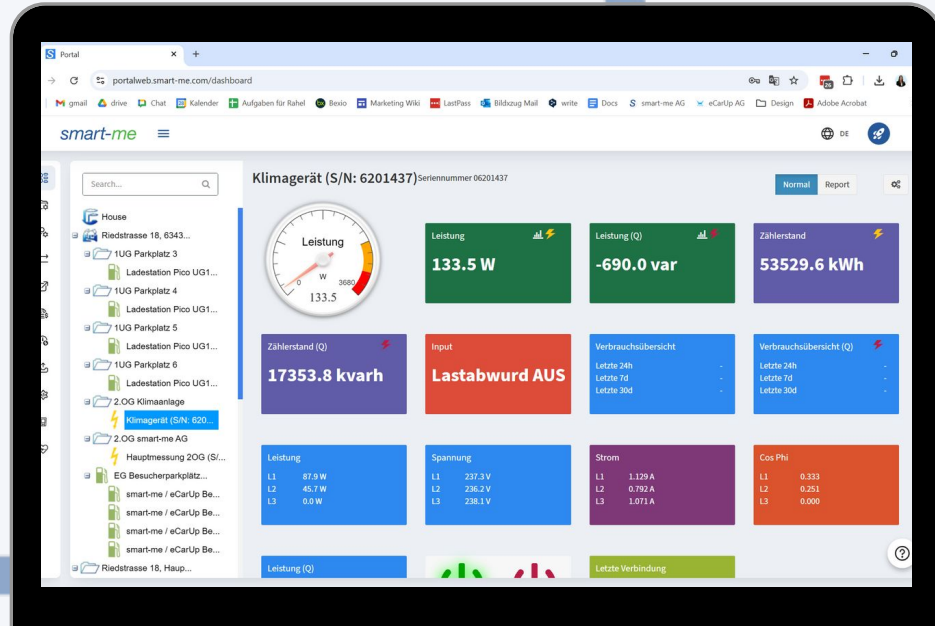 Portal
portalweb.smart-me.com/dashboard
26
gmail drive Chat Kalender Aufgaben für Rahel Bexio Marketing Wiki LastPass Bildxzug Mail write Docs smart-me AG eCarUp AG Design Adobe Acrobat
smart-me
DE
Search...
House
Riedstrasse 18, 6343...
1UG Parkplatz 3
Ladestation Pico UG1...
1UG Parkplatz 4
Ladestation Pico UG1...
1UG Parkplatz 5
Ladestation Pico UG1...
1UG Parkplatz 6
Ladestation Pico UG1...
2.OG Klimaanlage
Klimagerät (S/N: 620...
2.OG smart-me AG
Hauptmessung 2OG (S/...
EG Besucherparkplätz...
smart-me / eCarUp Be...
smart-me / eCarUp Be...
smart-me / eCarUp Be...
smart-me / eCarUp Be...
Riedstrasse 18, Haup...
Klimagerät (S/N: 6201437) Seriennummer 06201437
Normal Report
Leistung
W
0 3680
133.5
Leistung
133.5 W
Leistung (Q)
-690.0 var
Zählerstand
53529.6 kWh
Zählerstand (Q)
17353.8 kvarh
Input
Lastabwurd AUS
Verbrauchsübersicht
Letzte 24h -
Letzte 7d -
Letzte 30d -
Verbrauchsübersicht (Q)
Letzte 24h -
Letzte 7d -
Letzte 30d -
Leistung
L1 87.9 W
L2 45.7 W
L3 0.0 W
Spannung
L1 237.3 V
L2 236.2 V
L3 238.1 V
Strom
L1 1.129 A
L2 0.792 A
L3 1.071 A
Cos Phi
L1 0.333
L2 0.251
L3 0.000
Leistung (Q)
Letzte Verbindung